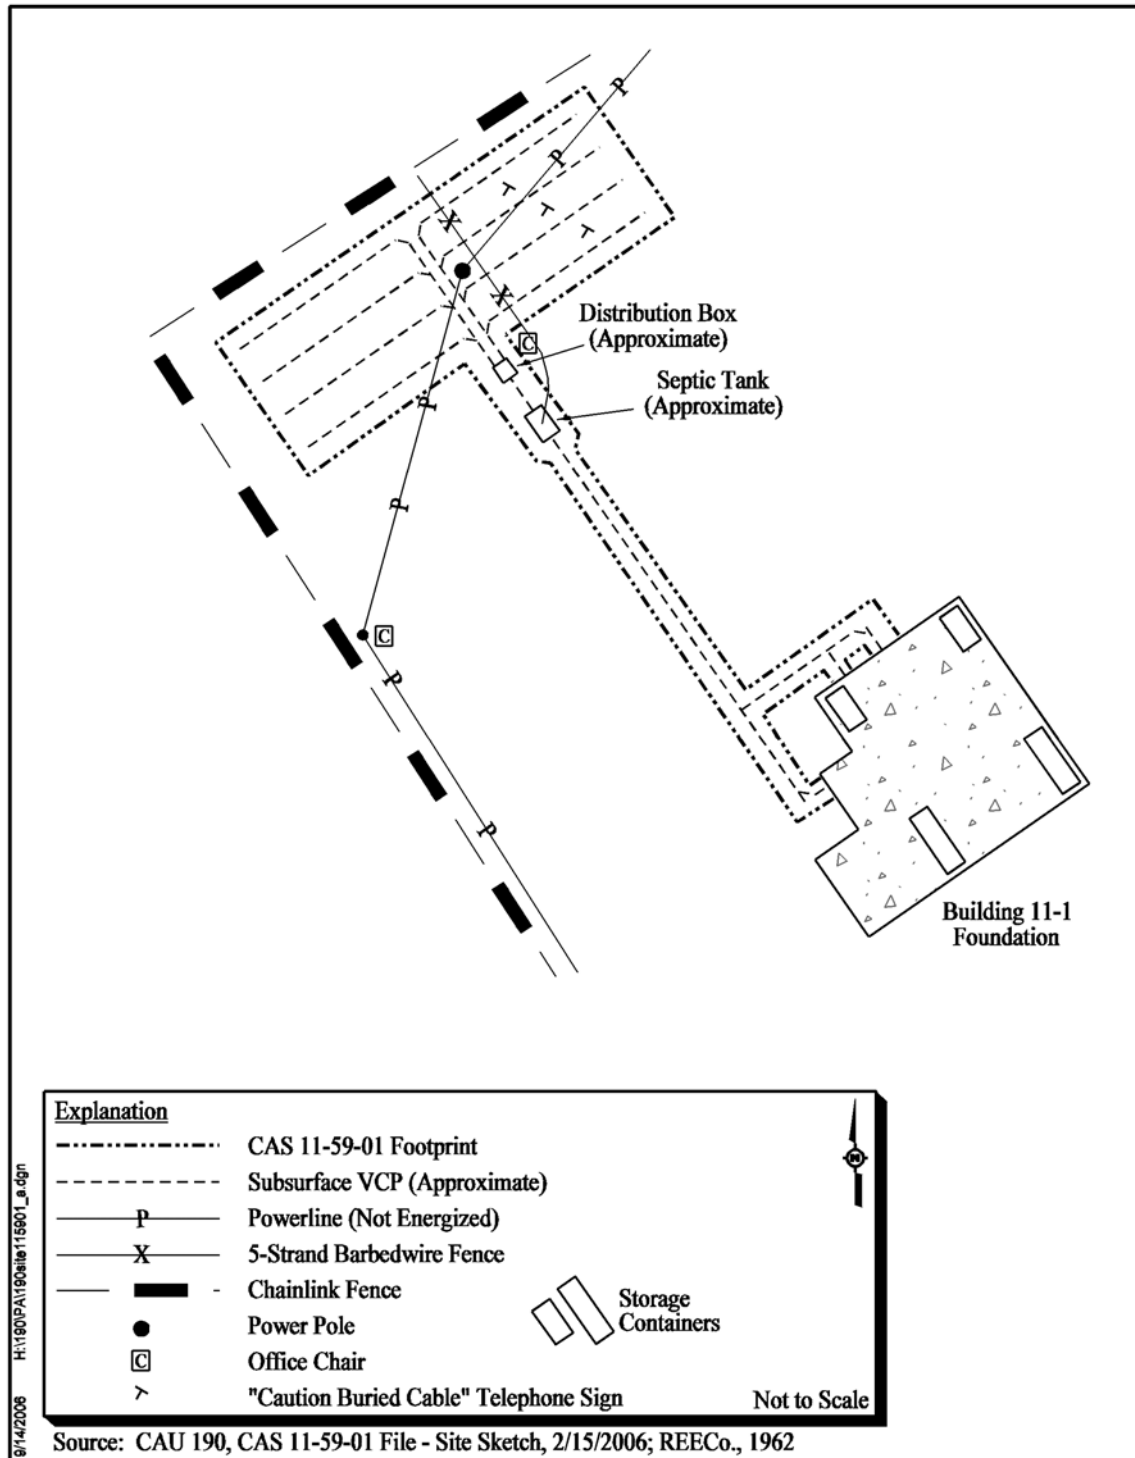 P
P
X
X
Distribution Box
(Approximate)
C
Septic Tank
(Approximate)
P
P
C
P
P
Building 11-1
Foundation
Explanation
CAS 11-59-01 Footprint
Subsurface VCP (Approximate)
P Powerline (Not Energized)
X 5-Strand Barbedwire Fence
Chainlink Fence
Power Pole
C Office Chair
"Caution Buried Cable" Telephone Sign
Storage
Containers
N
Not to Scale
Source: CAU 190, CAS 11-59-01 File - Site Sketch, 2/15/2006; REECo., 1962
9/14/2006 H:\190\PA\190site115901_a.dgn